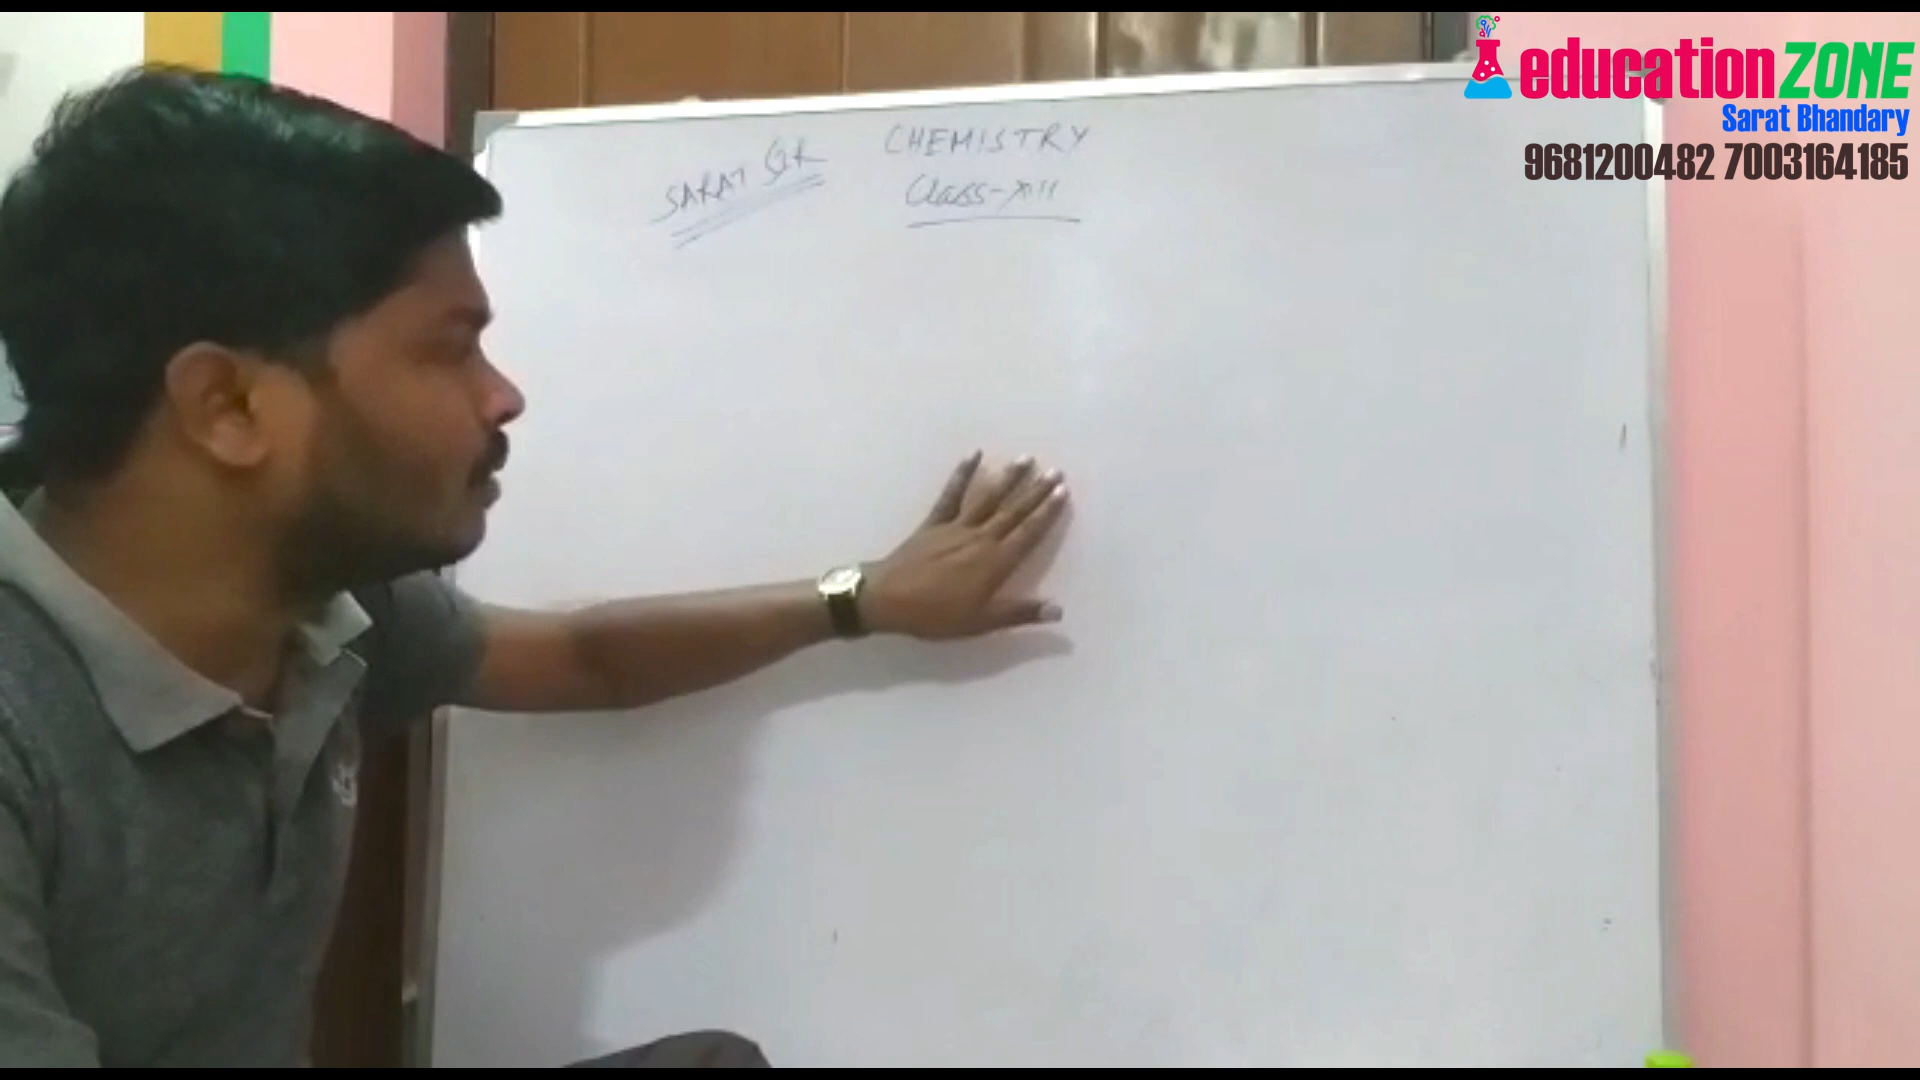 educationZONE
Sarat Bhandary
9681200482 7003164185
CHEMISTRY
SARAT SIR
Class-XII